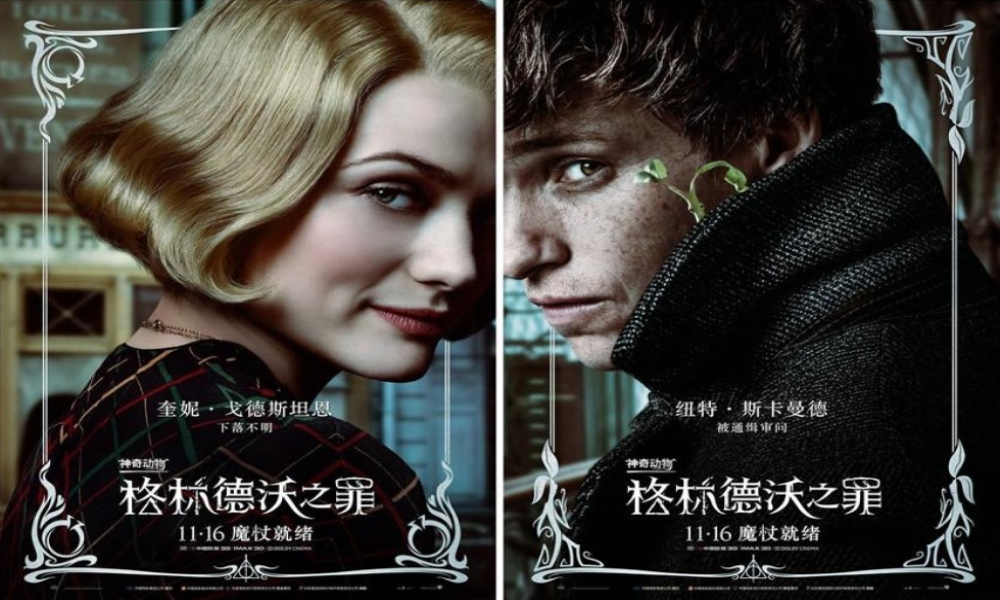 奎妮·戈德斯坦恩
下落不明
神奇动物
格林德沃之罪
11·16 魔杖就绪
纽特·斯卡曼德
被通缉审问
神奇动物
格林德沃之罪
11·16 魔杖就绪